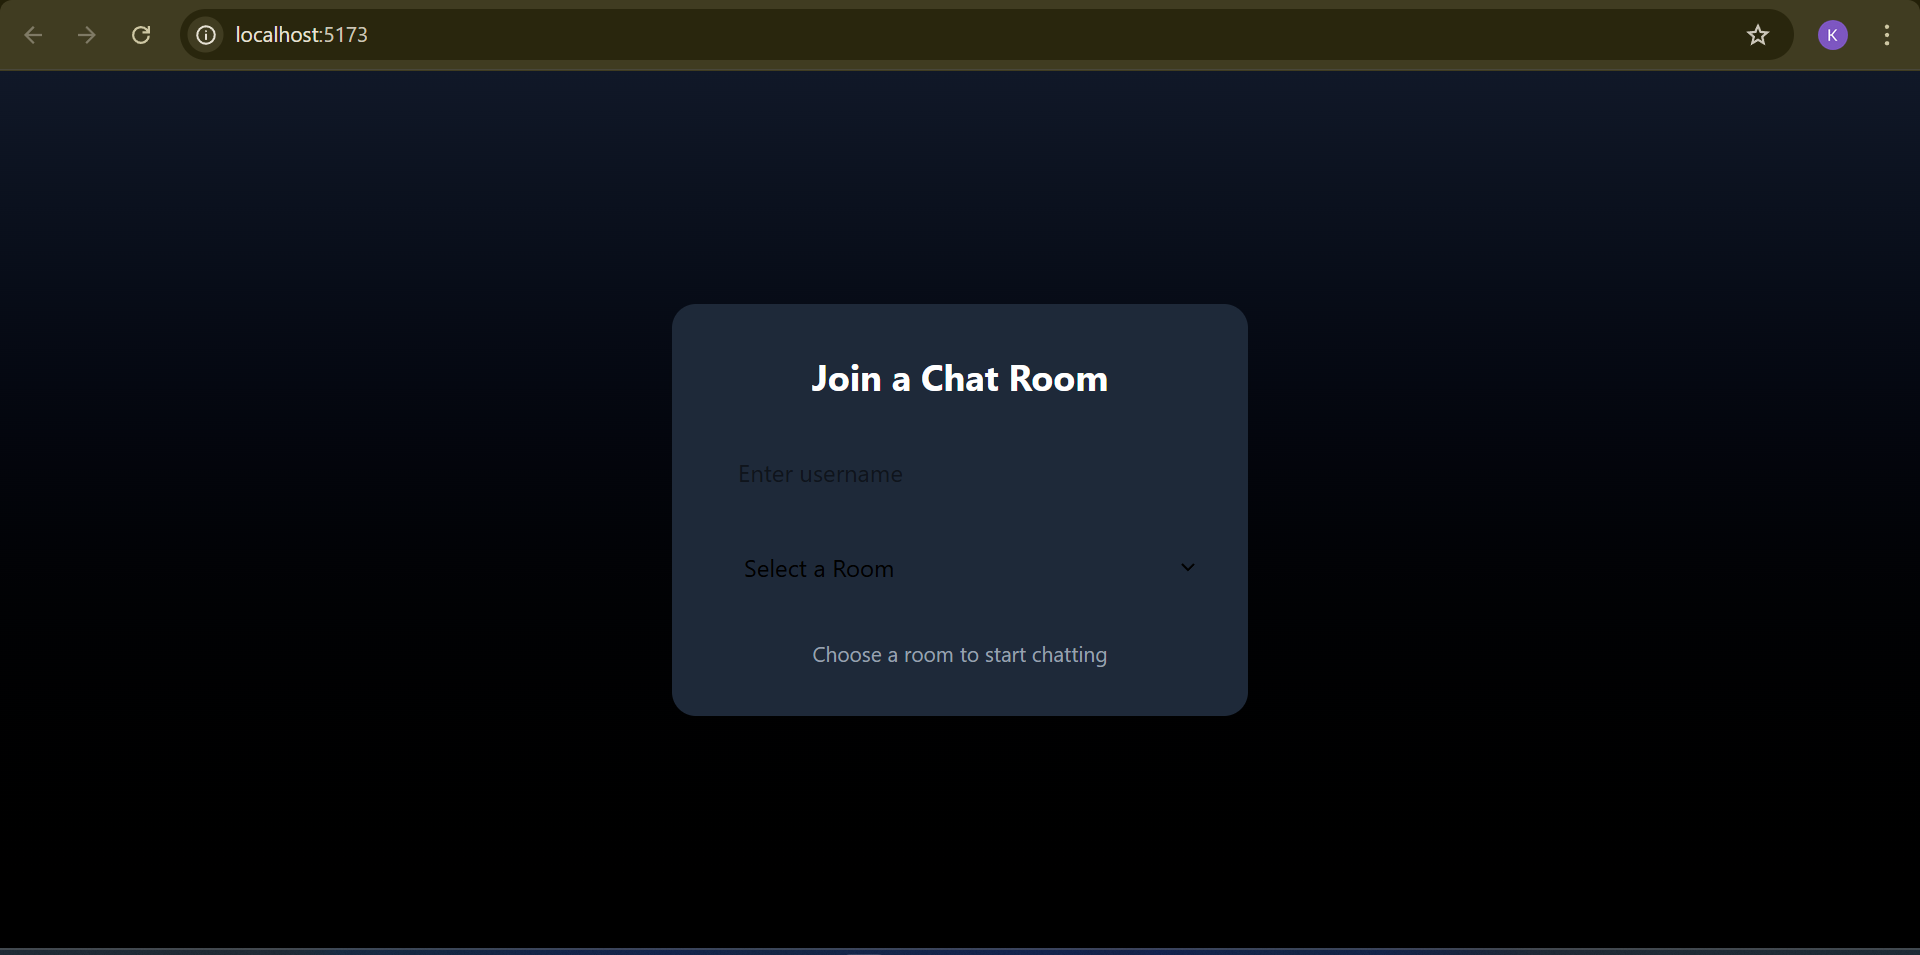 localhost:5173
K
Join a Chat Room
Enter username
Select a Room
Choose a room to start chatting